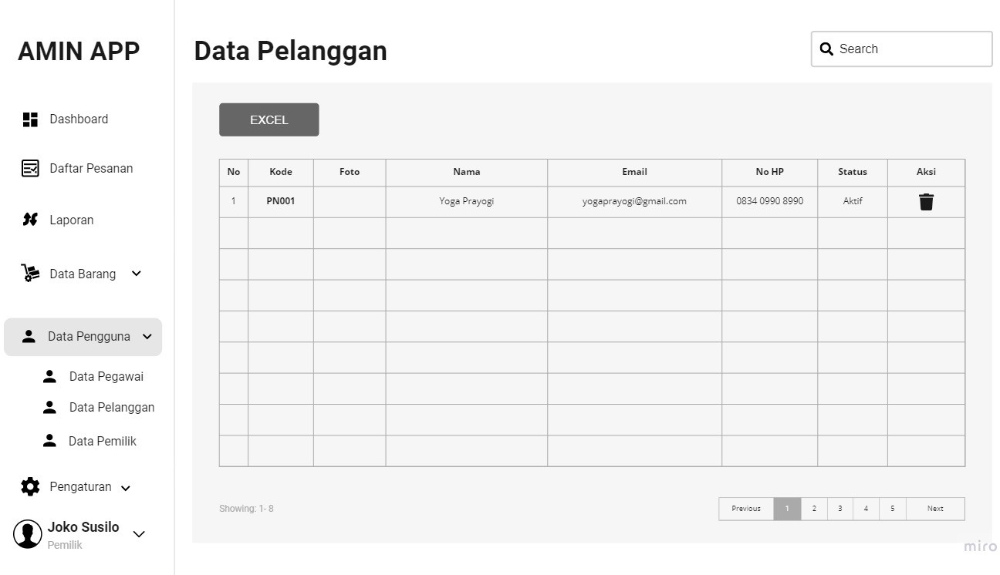 AMIN APP
Dashboard
Daftar Pesanan
Laporan
Data Barang
Data Pengguna
Data Pegawai
Data Pelanggan
Data Pemilik
Pengaturan
Joko Susilo
Pemilik
Data Pelanggan
Search
EXCEL
No Kode Foto Nama Email No HP Status Aksi
1 PN001 Yoga Prayogi yogaprayogi@gmail.com 0834 0990 8990 Aktif
Showing: 1- 8
Previous 1 2 3 4 5 Next
miro